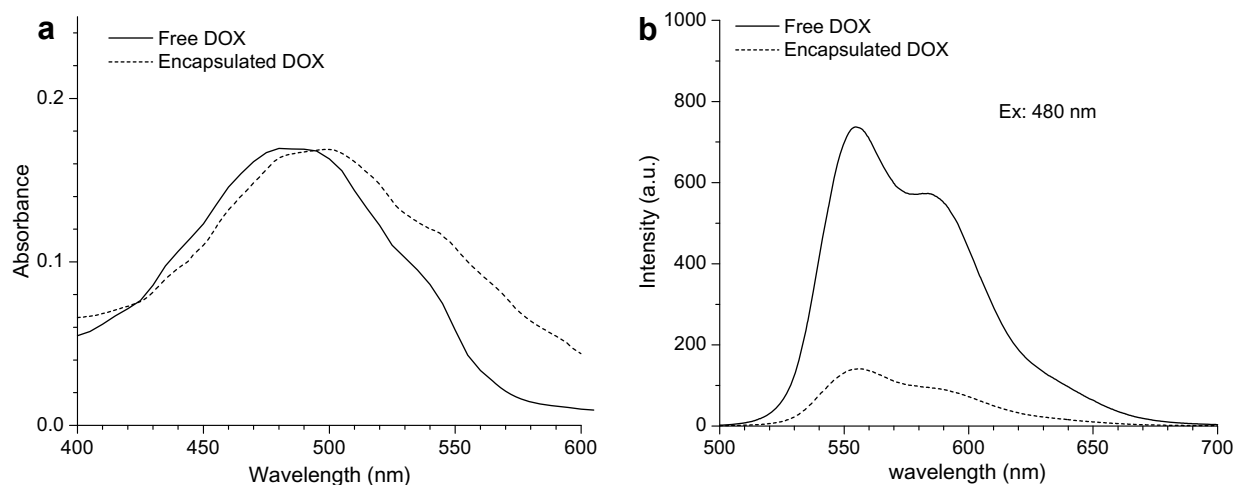 a
Free DOX
Encapsulated DOX
0.2
0.1
0.0
Absorbance
400
450
500
550
600
Wavelength (nm)
b
Free DOX
Encapsulated DOX
Ex: 480 nm
1000
800
600
400
200
0
Intensity (a.u.)
500
550
600
650
700
wavelength (nm)